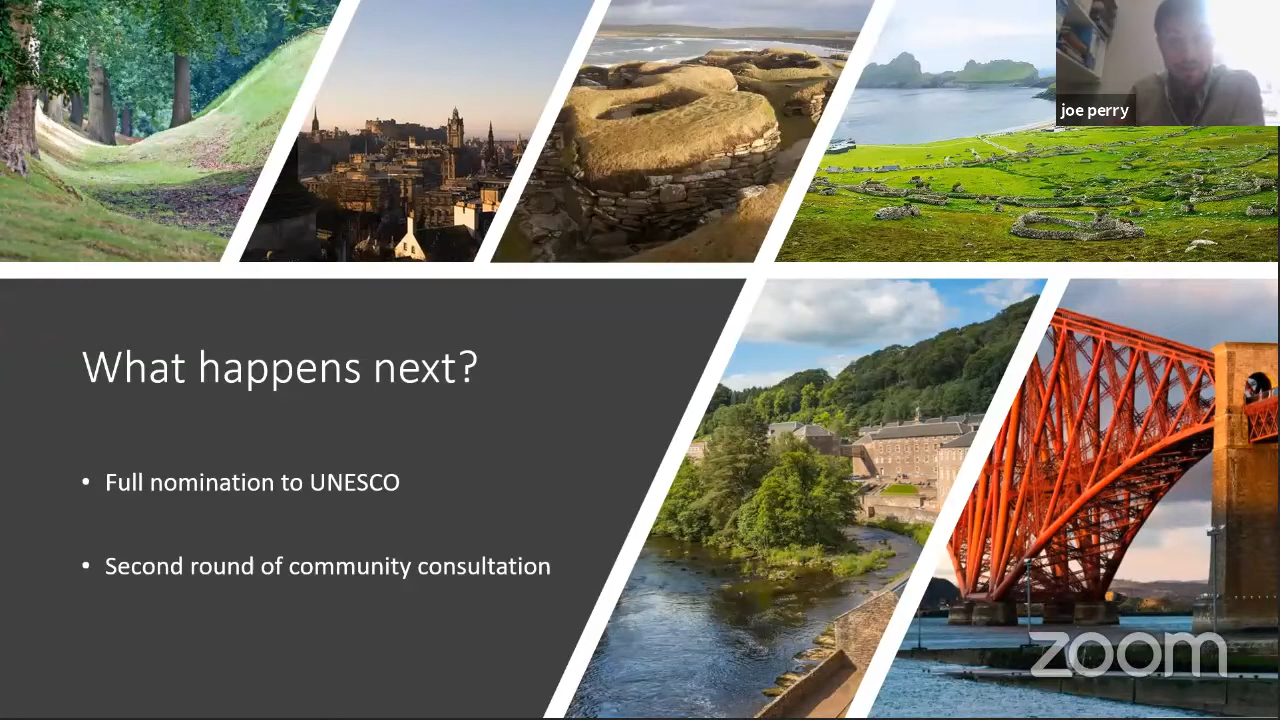 joe perry
What happens next?
• Full nomination to UNESCO
• Second round of community consultation
zoom